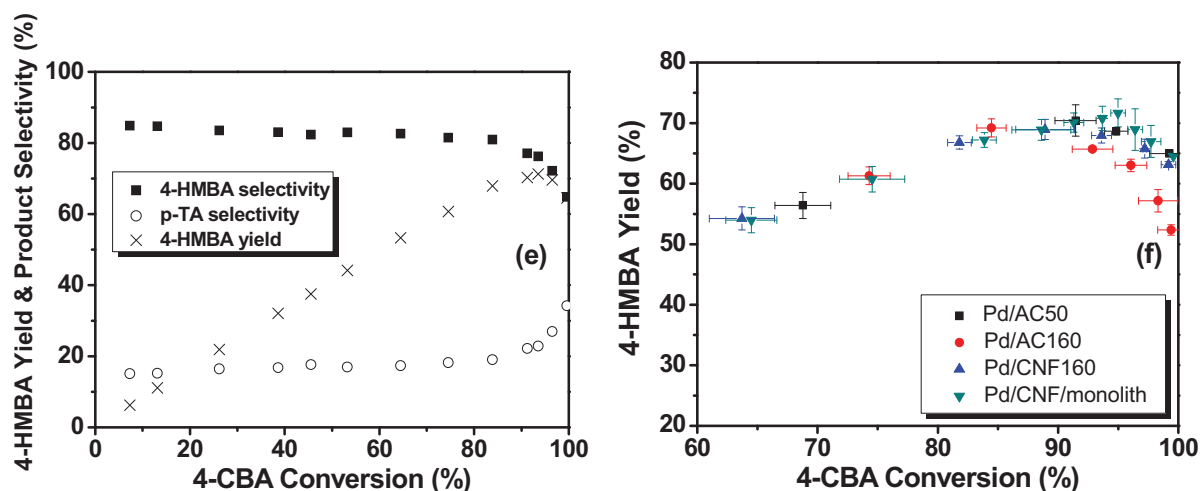 4-HMBA Yield & Product Selectivity (%)
100
80
60
40
20
0
4-HMBA selectivity
p-TA selectivity
4-HMBA yield
(e)
0 20 40 60 80 100
4-CBA Conversion (%)
4-HMBA Yield (%)
80
70
60
50
40
30
20
(f)
Pd/AC50
Pd/AC160
Pd/CNF160
Pd/CNF/monolith
60 70 80 90 100
4-CBA Conversion (%)